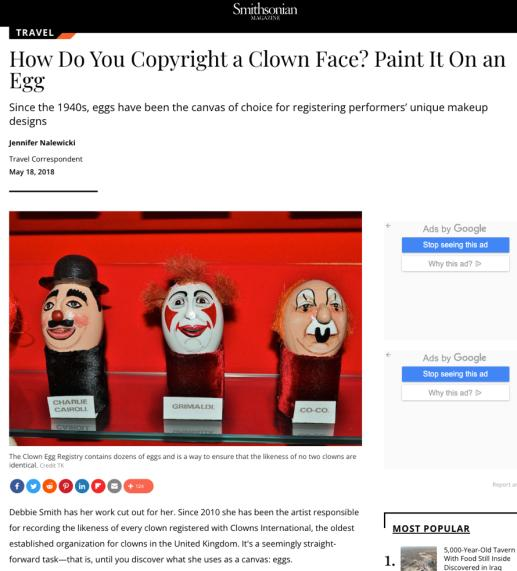 Smithsonian
MAGAZINE
TRAVEL
How Do You Copyright a Clown Face? Paint It On an
Egg
Since the 1940s, eggs have been the canvas of choice for registering performers' unique makeup
designs
Jennifer Nalewicki
Travel Correspondent
May 18, 2018
CHARLIE
CAIROLI.
GRIMALDI.
CO-CO.
The Clown Egg Registry contains dozens of eggs and is a way to ensure that the likeness of no two clowns are
identical. Credit TK
Debbie Smith has her work cut out for her. Since 2010 she has been the artist responsible
for recording the likeness of every clown registered with Clowns International, the oldest
established organization for clowns in the United Kingdom. It's a seemingly straight-
forward task—that is, until you discover what she uses as a canvas: eggs.
Ads by Google
Stop seeing this ad
Why this ad?
Ads by Google
Stop seeing this ad
Why this ad?
Report
MOST POPULAR
1.
5,000-Year-Old Tavern
With Food Still Inside
Discovered in Iraq